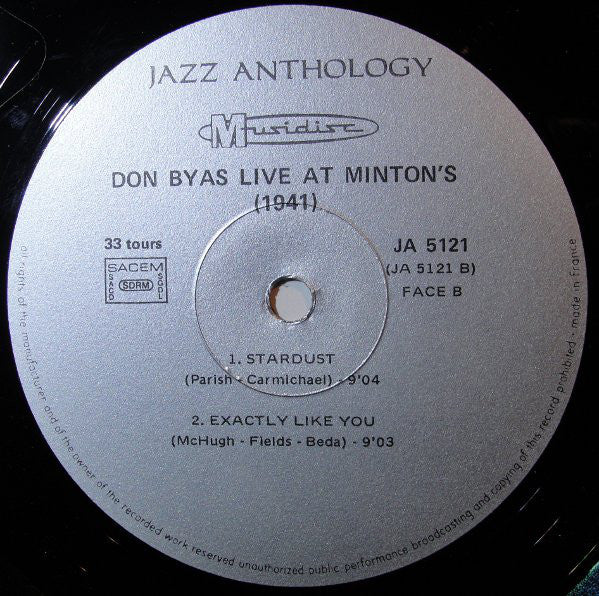 JAZZ ANTHOLOGY
Musidisc
DON BYAS LIVE AT MINTON'S
(1941)
33 tours
SACEM
SACD
SDRM
SGDL
JA 5121
(JA 5121 B)
FACE B
1. STARDUST
(Parish - Carmichael) - 9'04
2. EXACTLY LIKE YOU
(McHugh - Fields - Beda) - 9'03
all rights of the manufacturer and of the owner of the recorded work reserved unauthorized public performance broadcasting and copying of this record prohibited - made in France